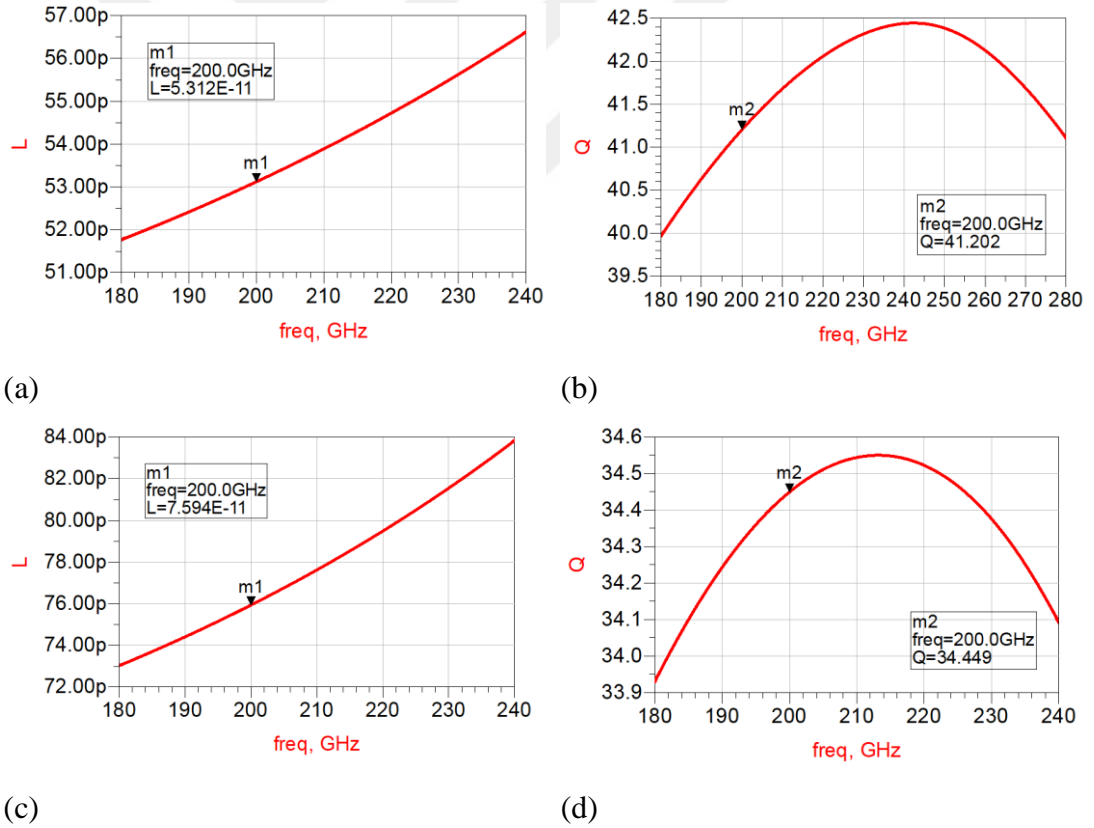 57.00p
56.00p
55.00p
54.00p
53.00p
52.00p
51.00p
L
m1
freq=200.0GHz
L=5.312E-11
m1
180 190 200 210 220 230 240
freq, GHz
(a)
42.5
42.0
41.5
41.0
40.5
40.0
39.5
Q
m2
m2
freq=200.0GHz
Q=41.202
180 190 200 210 220 230 240 250 260 270 280
freq, GHz
(b)
84.00p
82.00p
80.00p
78.00p
76.00p
74.00p
72.00p
L
m1
freq=200.0GHz
L=7.594E-11
m1
180 190 200 210 220 230 240
freq, GHz
(c)
34.6
34.5
34.4
34.3
34.2
34.1
34.0
33.9
Q
m2
m2
freq=200.0GHz
Q=34.449
180 190 200 210 220 230 240
freq, GHz
(d)